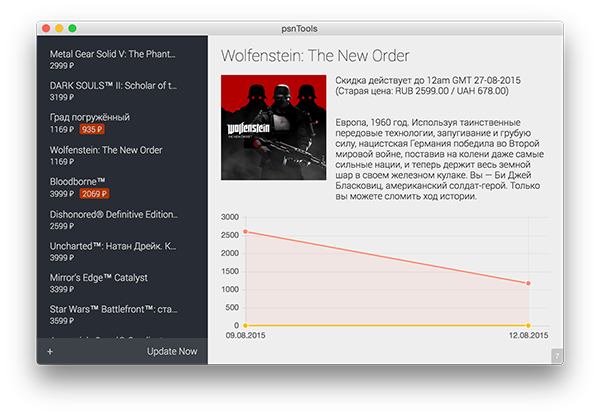 psnTools
Metal Gear Solid V: The Phant...
2999 ₽
DARK SOULS™ II: Scholar of t...
3199 ₽
Град погружённый
1169 ₽ 935 ₽
Wolfenstein: The New Order
1169 ₽
Bloodborne™
3999 ₽ 2069 ₽
Dishonored® Definitive Edition...
2599 ₽
Uncharted™: Натан Дрейк. К...
3999 ₽
Mirror's Edge™ Catalyst
3999 ₽
Star Wars™ Battlefront™: ста...
3599 ₽
+ Update Now
Wolfenstein: The New Order
wolfenstein
THE NEW ORDER
Скидка действует до 12am GMT 27-08-2015
(Старая цена: RUB 2599.00 / UAH 678.00)
Европа, 1960 год. Используя таинственные
передовые технологии, запугивание и грубую
силу, нацистская Германия победила во Второй
мировой войне, поставив на колени даже самые
сильные нации, и теперь держит весь земной
шар в своем железном кулаке. Вы — Би Джей
Бласковиц, американский солдат-герой. Только
вы можете сломить ход истории.
3000
2500
2000
1500
1000
500
0
09.08.2015 12.08.2015
?